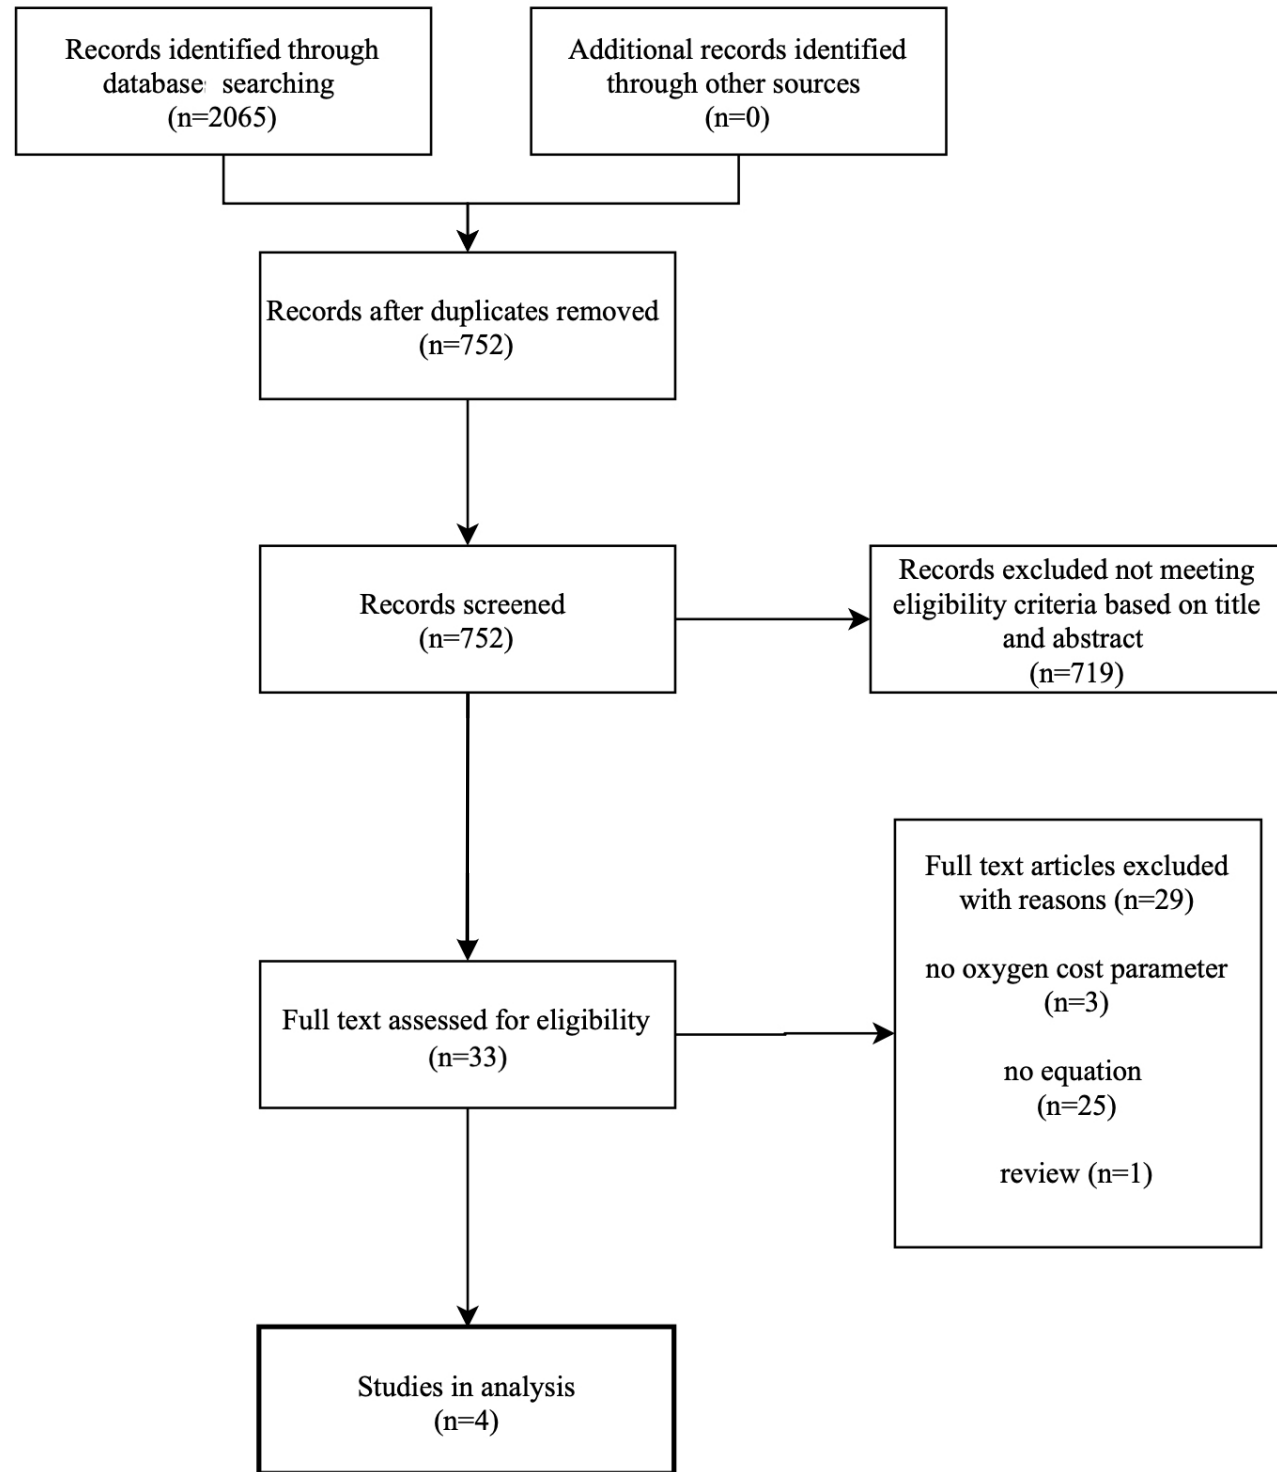 Records identified through
database searching
(n=2065)
Additional records identified
through other sources
(n=0)
Records after duplicates removed
(n=752)
Records screened
(n=752)
Records excluded not meeting
eligibility criteria based on title
and abstract
(n=719)
Full text articles excluded
with reasons (n=29)
no oxygen cost parameter
(n=3)
no equation
(n=25)
review (n=1)
Full text assessed for eligibility
(n=33)
Studies in analysis
(n=4)